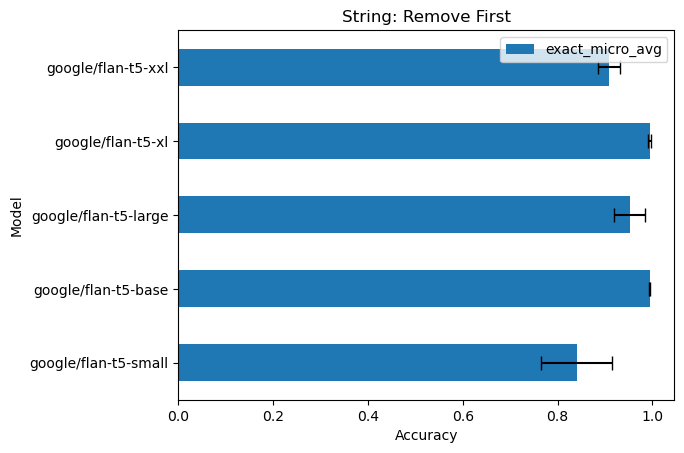 String: Remove First
exact_micro_avg
google/flan-t5-xxl
google/flan-t5-xl
google/flan-t5-large
google/flan-t5-base
google/flan-t5-small
Model
0.0 0.2 0.4 0.6 0.8 1.0
Accuracy